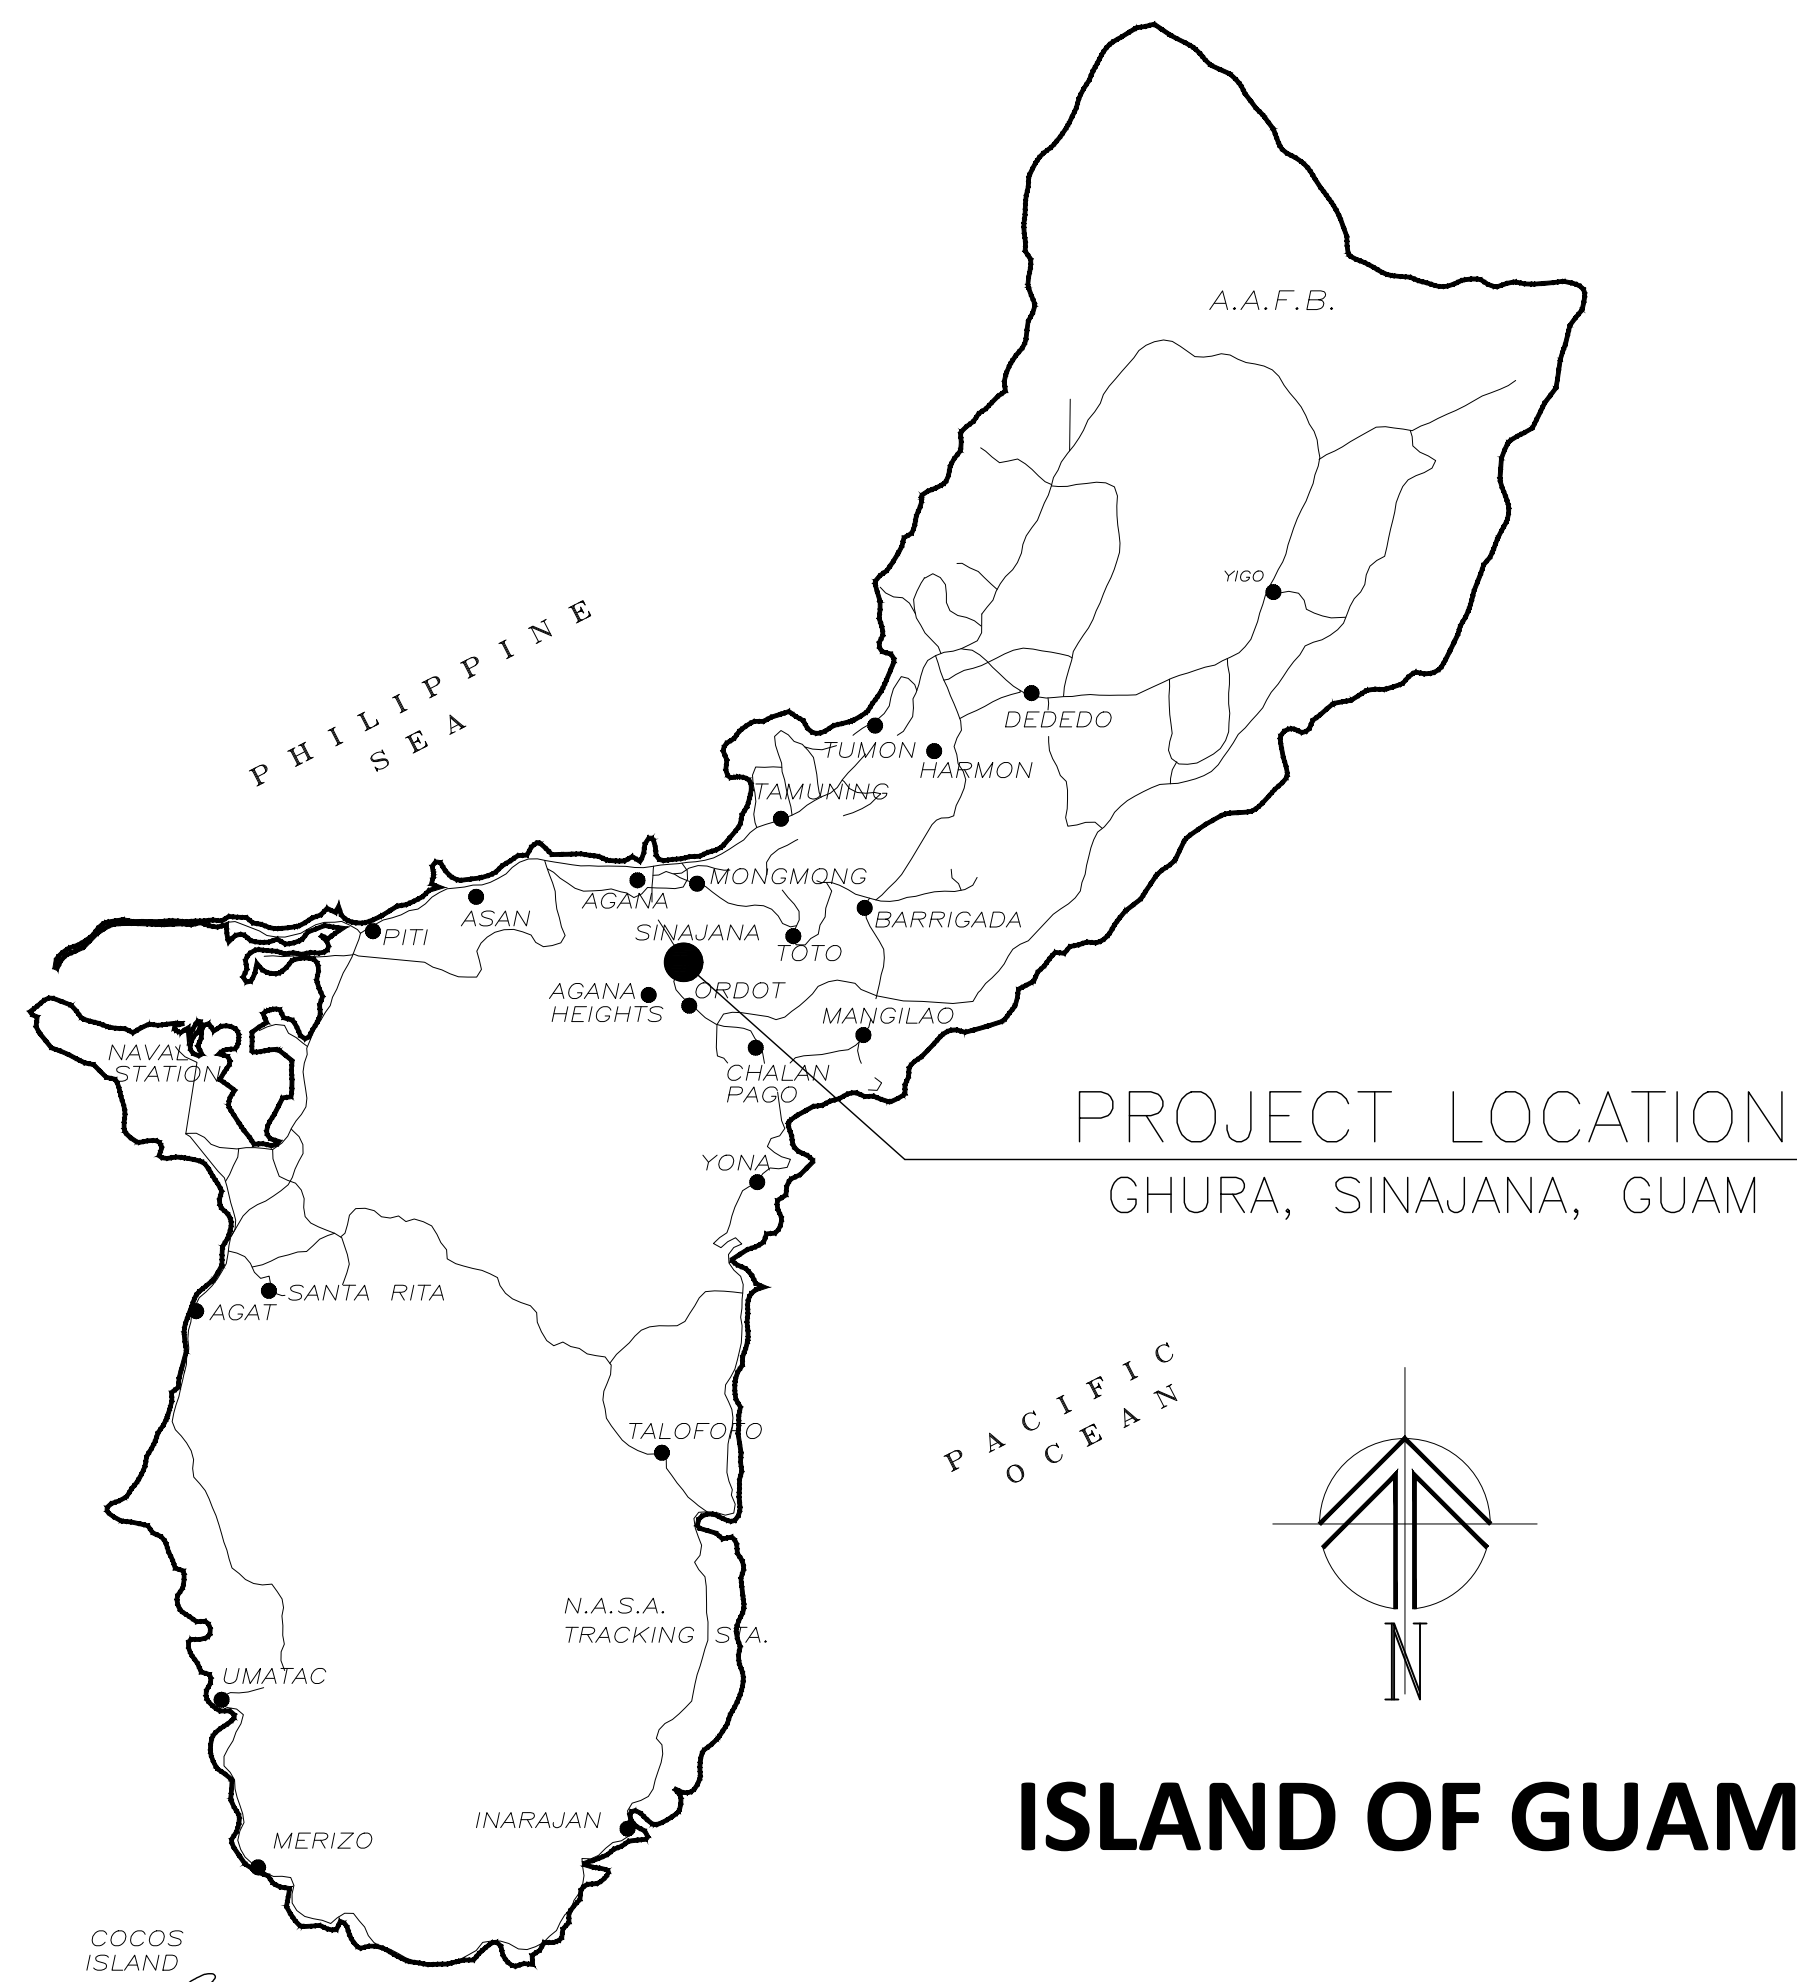 A.A.F.B.
YIGO
PHILIPPINE
SEA
DEDEDO
TUMON
HARMON
TAMUNING
MONGMONG
AGANA
ASAN
BARRIGADA
PITI
SINAJANA
TOTO
AGANA
HEIGHTS
ORDOT
MANGILAO
NAVAL
STATION
CHALAN
PAGO
PROJECT LOCATION
GHURA, SINAJANA, GUAM
YONA
SANTA RITA
AGAT
PACIFIC
OCEAN
TALOFOFO
N.A.S.A.
TRACKING STA.
N
UMATAC
ISLAND OF GUAM
INARAJAN
MERIZO
COCOS
ISLAND